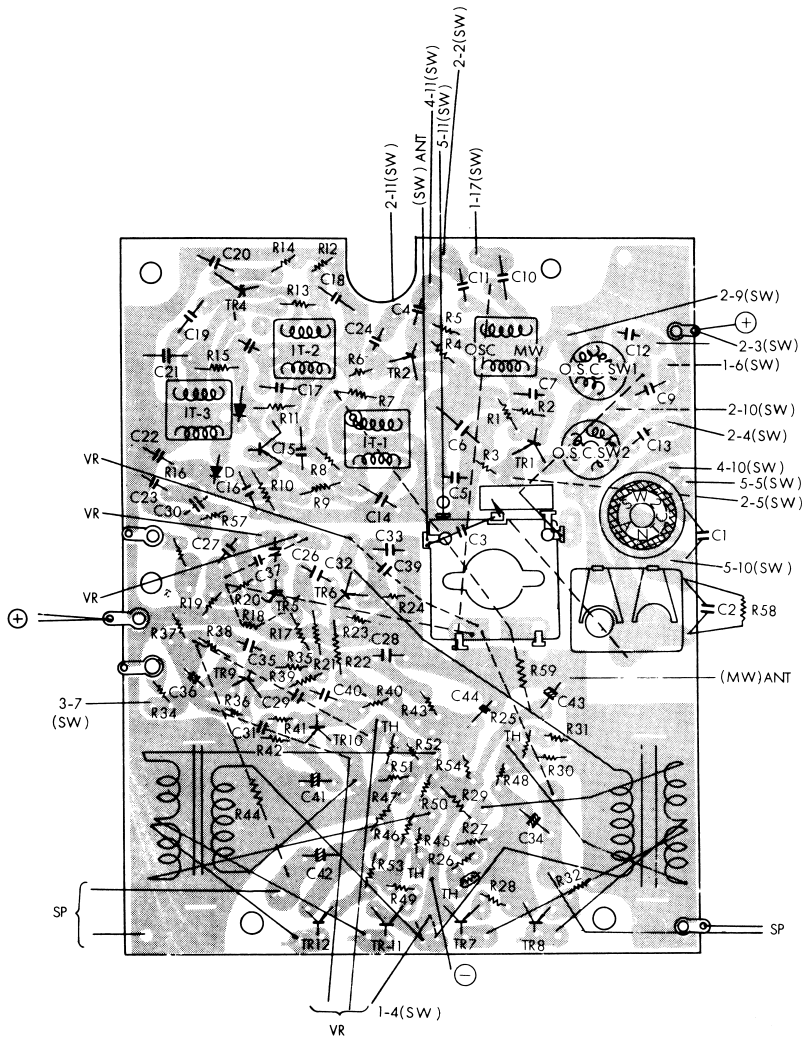 2-2(SW)
4-11(SW)
5-11(SW)
(SW) ANT
2-11(SW)
1-17(SW)
C20
R14
R12
C18
TR4
R13
C11
C10
C4
C19
C24
R5
R4
OSC MW
2-9(SW)
+
C12
2-3(SW)
C21
R15
IT-2
R6
TR2
O.S.C SW1
1-6(SW)
IT-3
C17
R7
C7
C9
R11
R1
R2
2-10(SW)
IT-1
C6
C13
2-4(SW)
C22
VR
R16
D
C15
R8
R3
TR1
O.S.C SW2
4-10(SW)
C23
C16
R10
R9
C5
5-5(SW)
C30
R57
C14
2-5(SW)
VR
C27
C33
C3
C1
C26
C32
C39
5-10(SW)
VR
C37
R19
R20
TR5
TR6
R24
+
R18
R23
C2
R58
R37
R38
R17
C28
C35
R35
R21
R22
R59
C36
TR9
R39
(MW)ANT
3-7
(SW)
R34
C29
C40
R40
R43
C44
C43
R36
R25
C31
R41
TR10
TH
TH
R31
R42
R52
R51
R54
R48
R30
R44
C41
R47
R50
R29
R46
R45
R27
C34
C42
R53
R26
TH
TH
R28
R32
R49
SP
TR12
TR-11
TR7
TR8
SP
−
1-4(SW)
VR